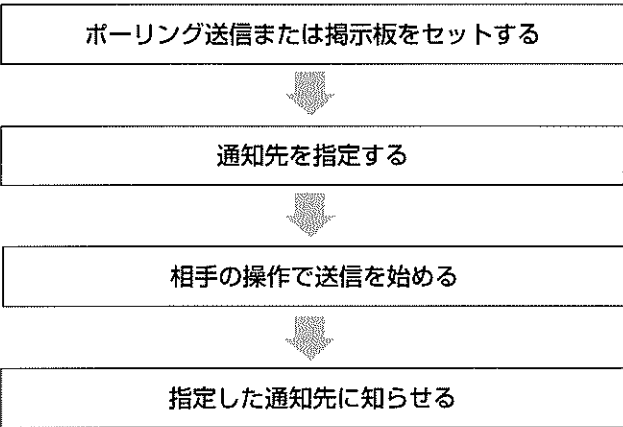 ポーリング送信または掲示板をセットする
通知先を指定する
相手の操作で送信を始める
指定した通知先に知らせる